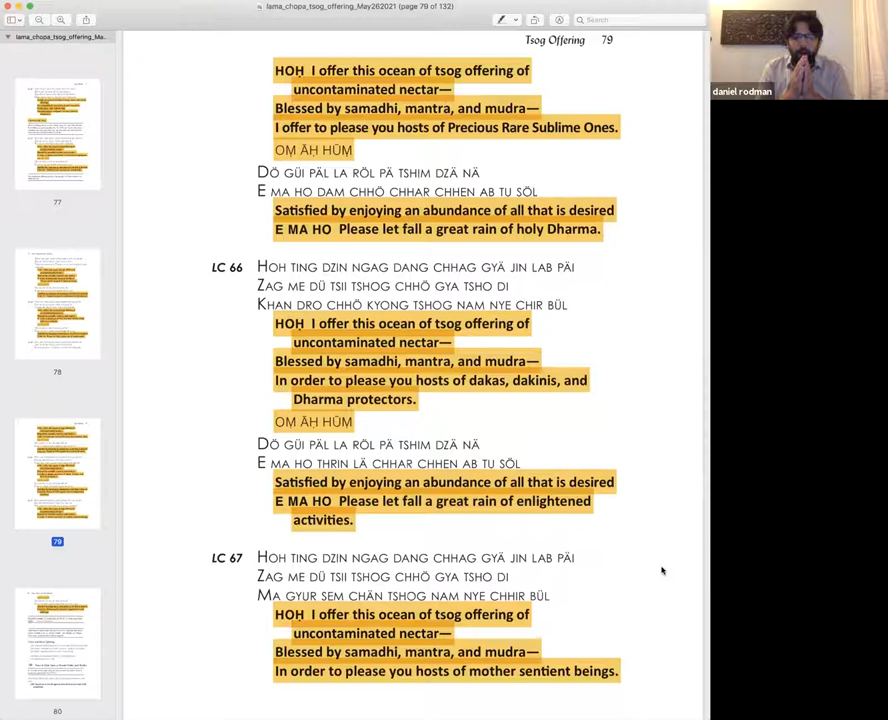 lama_chopa_tsog_offering_May262021 (page 79 of 132)
Search
lama_chopa_tsog_offering_Ma...
77
78
79
80
daniel rodman
Tsog Offering 79
HOḤ I offer this ocean of tsog offering of
uncontaminated nectar—
Blessed by samadhi, mantra, and mudra—
I offer to please you hosts of Precious Rare Sublime Ones.
OṂ ĀḤ HŪṂ
DÖ GÜI PÄL LA RÖL PÄ TSHIM DZÄ NÄ
E MA HO DAM CHHÖ CHHAR CHHEN AB TU SÖL
Satisfied by enjoying an abundance of all that is desired
E MA HO Please let fall a great rain of holy Dharma.
LC 66 HOH TING DZIN NGAG DANG CHHAG GYÄ JIN LAB PÄI
ZAG ME DÜ TSII TSHOG CHHÖ GYA TSHO DI
KHAN DRO CHHÖ KYONG TSHOG NAM NYE CHIR BÜL
HOḤ I offer this ocean of tsog offering of
uncontaminated nectar—
Blessed by samadhi, mantra, and mudra—
In order to please you hosts of dakas, dakinis, and
Dharma protectors.
OṂ ĀḤ HŪṂ
DÖ GÜI PÄL LA RÖL PÄ TSHIM DZÄ NÄ
E MA HO THRIN LÄ CHHAR CHHEN AB TU SÖL
Satisfied by enjoying an abundance of all that is desired
E MA HO Please let fall a great rain of enlightened
activities.
LC 67 HOH TING DZIN NGAG DANG CHHAG GYÄ JIN LAB PÄI
ZAG ME DÜ TSII TSHOG CHHÖ GYA TSHO DI
MA GYUR SEM CHÄN TSHOG NAM NYE CHHIR BÜL
HOḤ I offer this ocean of tsog offering of
uncontaminated nectar—
Blessed by samadhi, mantra, and mudra—
In order to please you hosts of mother sentient beings.